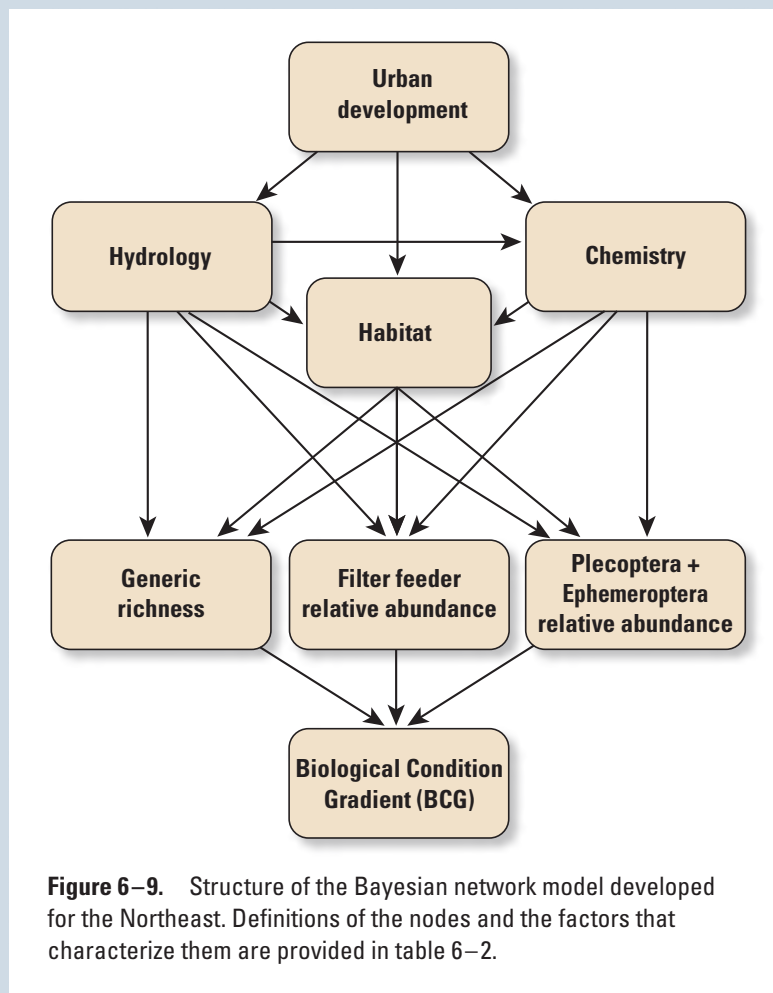 Urban
development
Hydrology
Chemistry
Habitat
Generic
richness
Filter feeder
relative abundance
Plecoptera +
Ephemeroptera
relative abundance
Biological Condition
Gradient (BCG)
Figure 6–9. Structure of the Bayesian network model developed
for the Northeast. Definitions of the nodes and the factors that
characterize them are provided in table 6–2.